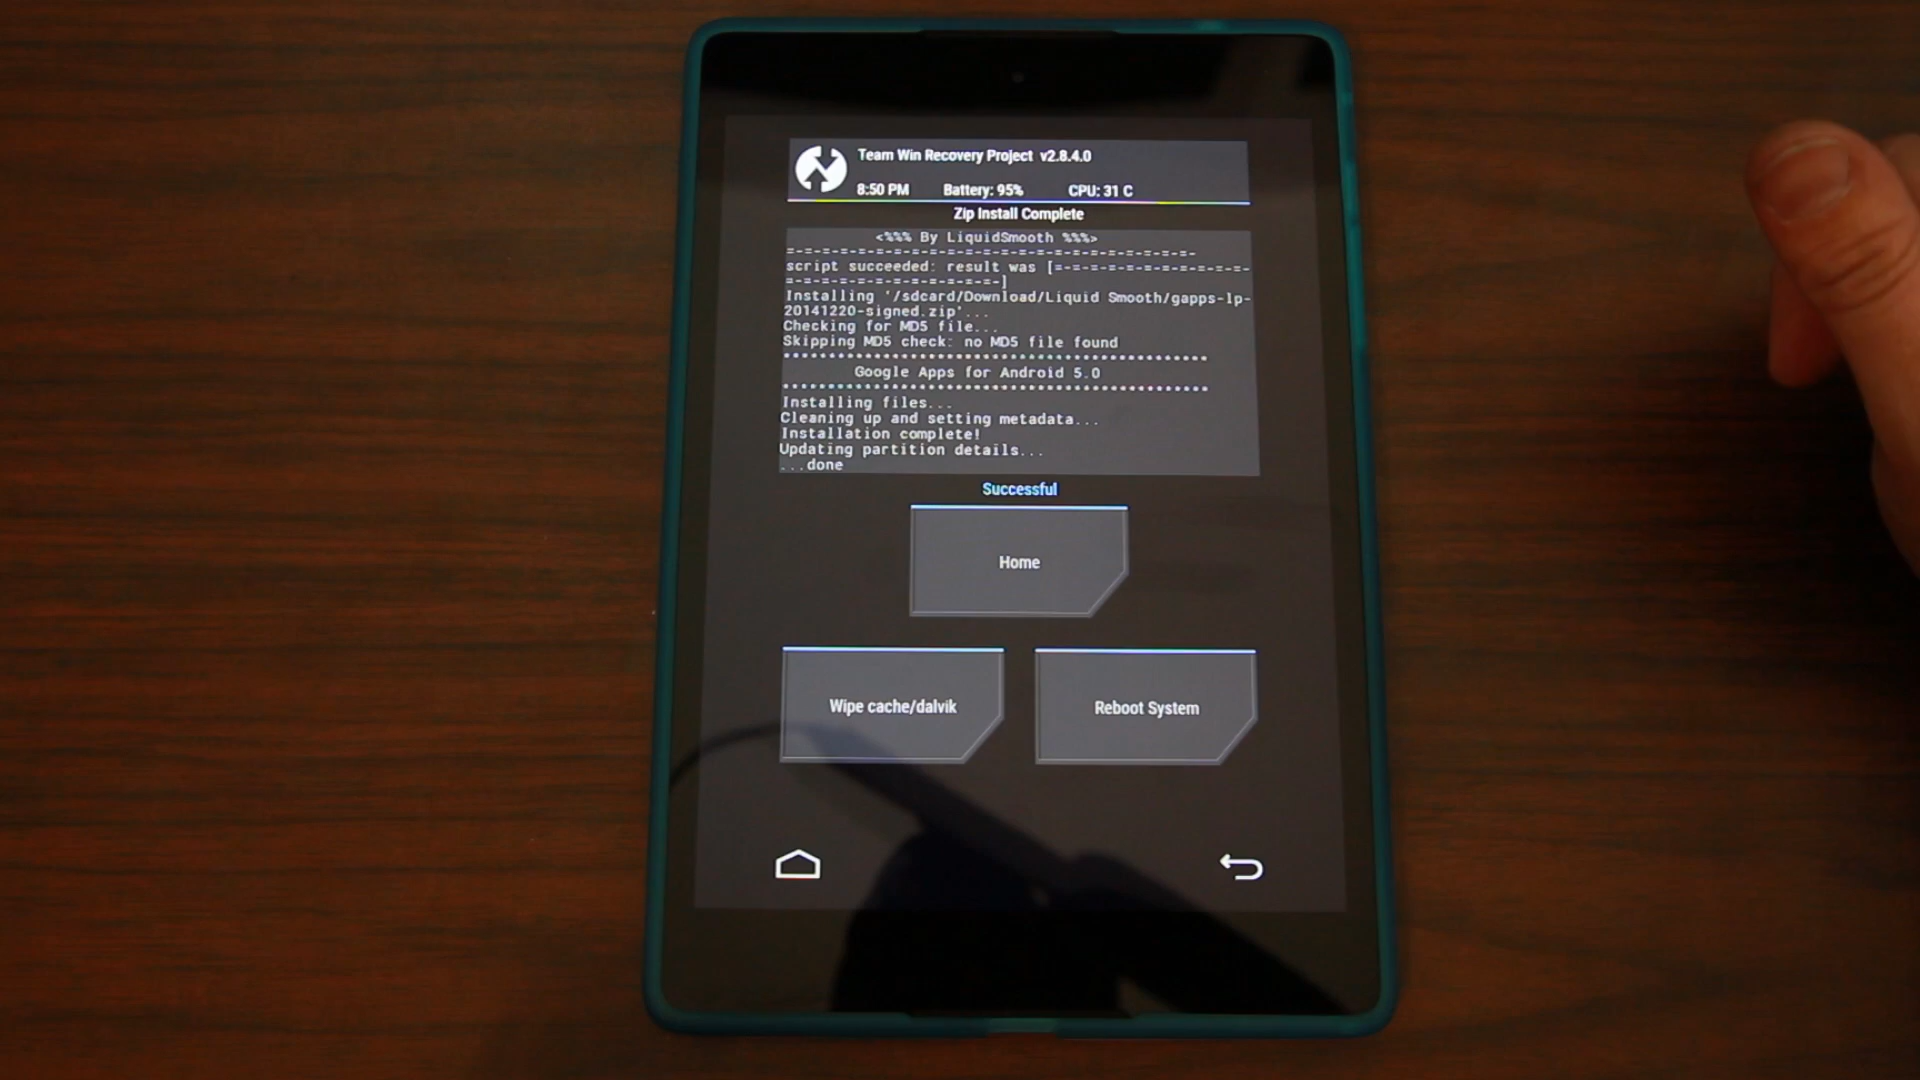 Team Win Recovery Project v2.8.4.0
8:50 PM Battery: 95% CPU: 31 C
Zip Install Complete
<%%% By LiquidSmooth %%%>
=-=-=-=-=-=-=-=-=-=-=-=-=-=-=-=-=-=-=-=-=-=-=-
script succeeded: result was [=-=-=-=-=-=-=-=-=-=-=-
=-=-=-=-=-=-=-=-=-=-=-=-]
Installing '/sdcard/Download/Liquid Smooth/gapps-lp-
20141220-signed.zip'...
Checking for MD5 file...
Skipping MD5 check: no MD5 file found
***********************************************
Google Apps for Android 5.0
***********************************************
Installing files...
Cleaning up and setting metadata...
Installation complete!
Updating partition details...
...done
Successful
Home
Wipe cache/dalvik
Reboot System